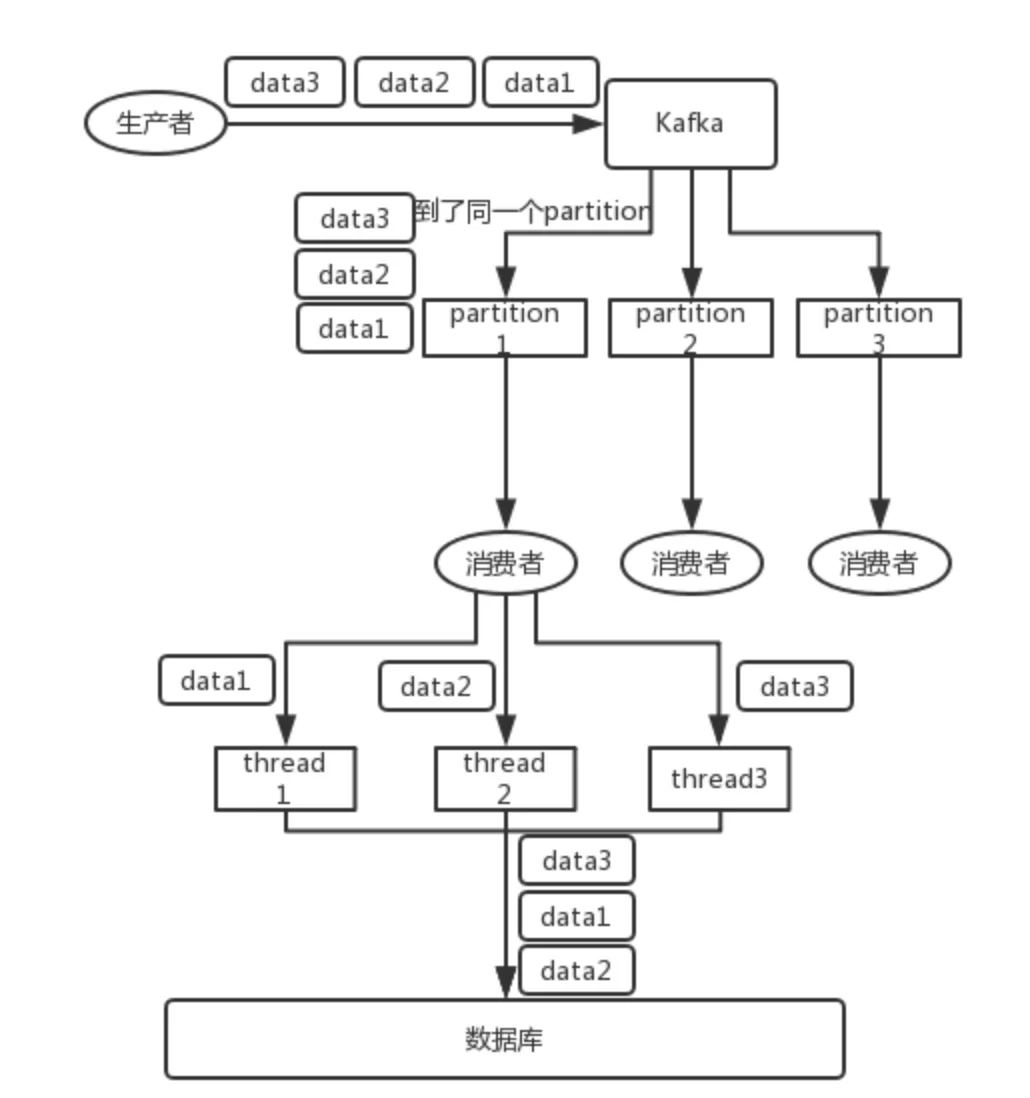 data3 data2 data1
生产者
Kafka
data3
到了同一个partition
data2
data1
partition
1
partition
2
partition
3
消费者 消费者 消费者
data1
data2
data3
thread
1
thread
2
thread3
data3
data1
data2
数据库